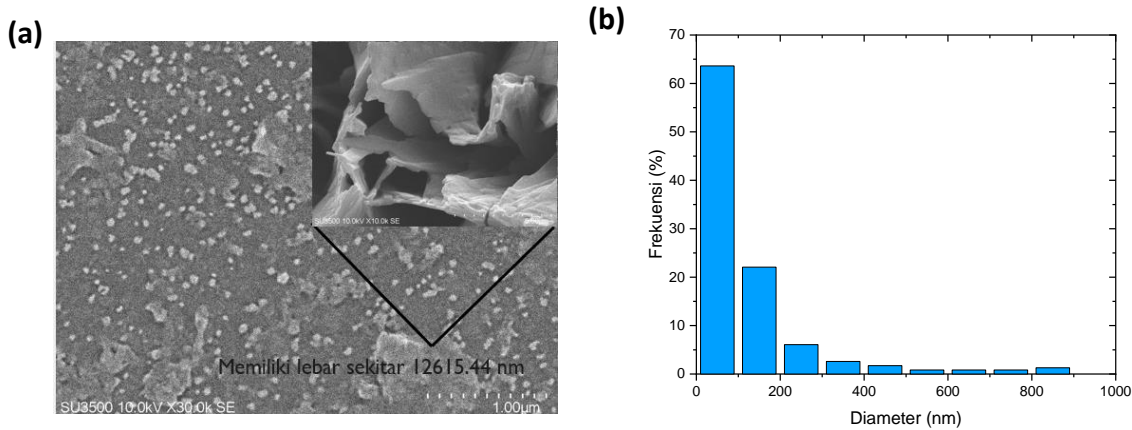 (a)
SU3500 10.0kV X10.0k SE
Memiliki lebar sekitar 12615.44 nm
SU3500 10.0kV X30.0k SE
1.00µm
(b)
70
60
50
40
30
20
10
0
Frekuensi (%)
0
200
400
600
800
1000
Diameter (nm)